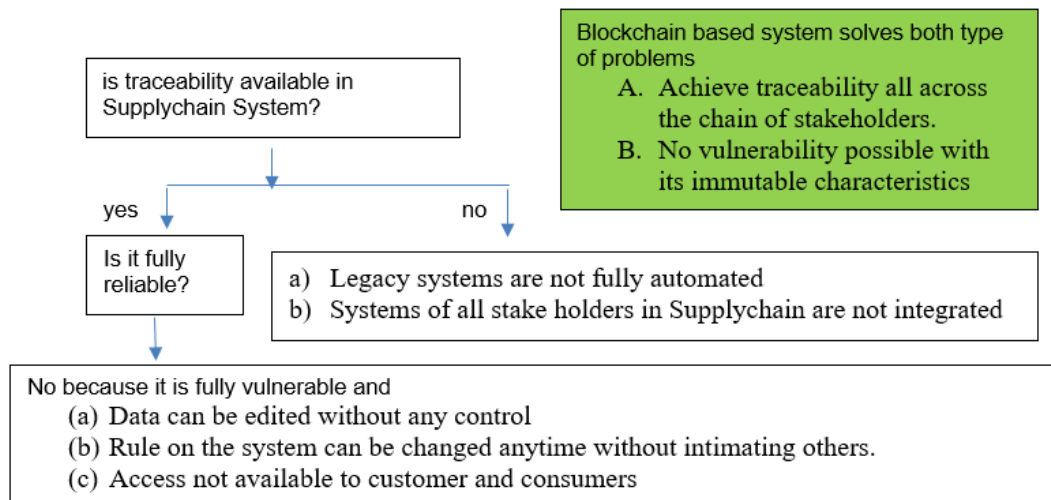 is traceability available in
Supplychain System?
Blockchain based system solves both type
of problems
A. Achieve traceability all across
the chain of stakeholders.
B. No vulnerability possible with
its immutable characteristics
yes
no
Is it fully
reliable?
a) Legacy systems are not fully automated
b) Systems of all stake holders in Supplychain are not integrated
No because it is fully vulnerable and
(a) Data can be edited without any control
(b) Rule on the system can be changed anytime without intimating others.
(c) Access not available to customer and consumers